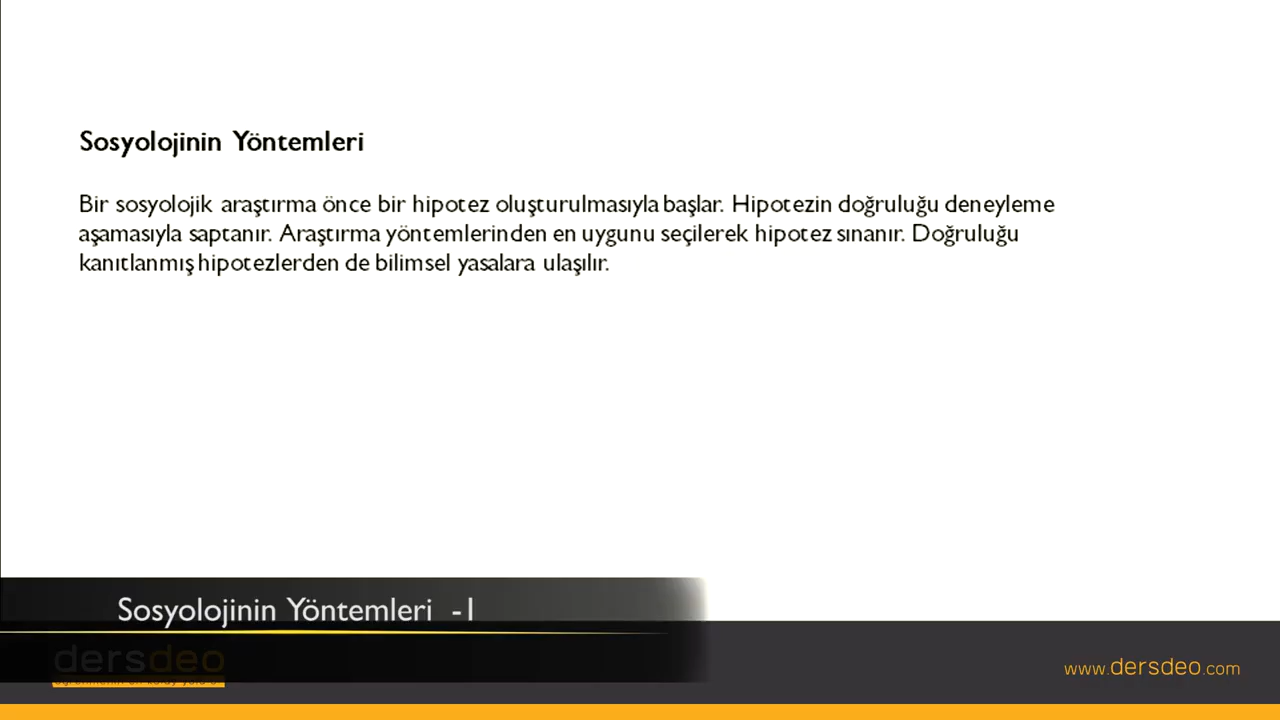 Sosyolojinin Yöntemleri
Bir sosyolojik araştırma önce bir hipotez oluşturulmasıyla başlar. Hipotezin doğruluğu deneyleme
aşamasıyla saptanır. Araştırma yöntemlerinden en uygunu seçilerek hipotez sınanır. Doğruluğu
kanıtlanmış hipotezlerden de bilimsel yasalara ulaşılır.
Sosyolojinin Yöntemleri -1
dersdeo
www.dersdeo.com